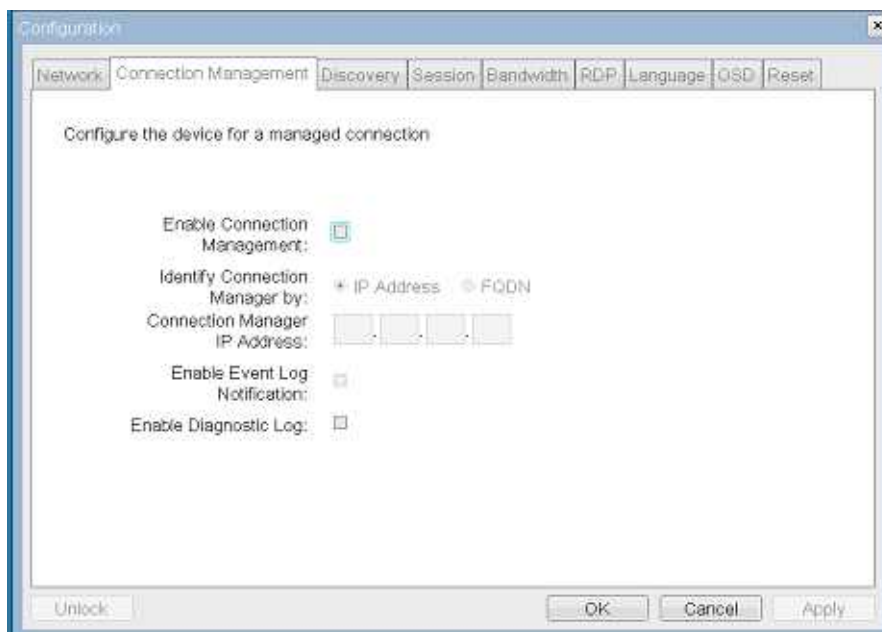 Configuration
Network Connection Management Discovery Session Bandwidth RDP Language OSD Reset
Configure the device for a managed connection
Enable Connection
Management:
Identify Connection
Manager by:
IP Address FQDN
Connection Manager
IP Address:
. . .
Enable Event Log
Notification:
Enable Diagnostic Log:
Unlock OK Cancel Apply